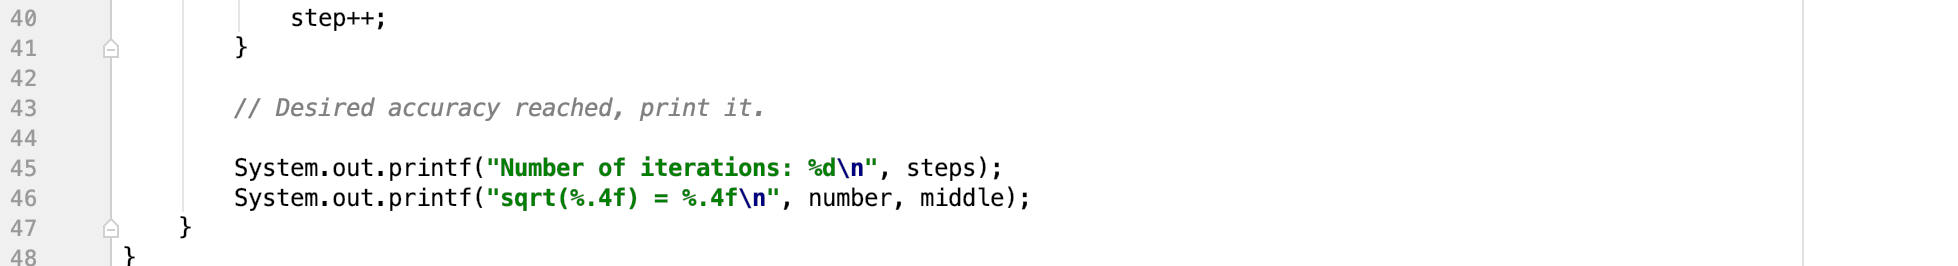 40 step++;
41 }
42
43 // Desired accuracy reached, print it.
44
45 System.out.printf("Number of iterations: %d\n", steps);
46 System.out.printf("sqrt(%.4f) = %.4f\n", number, middle);
47 }
48 }